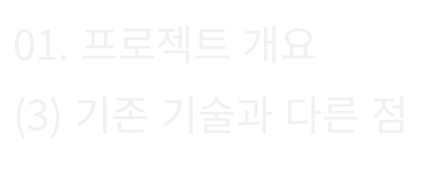 01. 프로젝트 개요
(3) 기존 기술과 다른 점